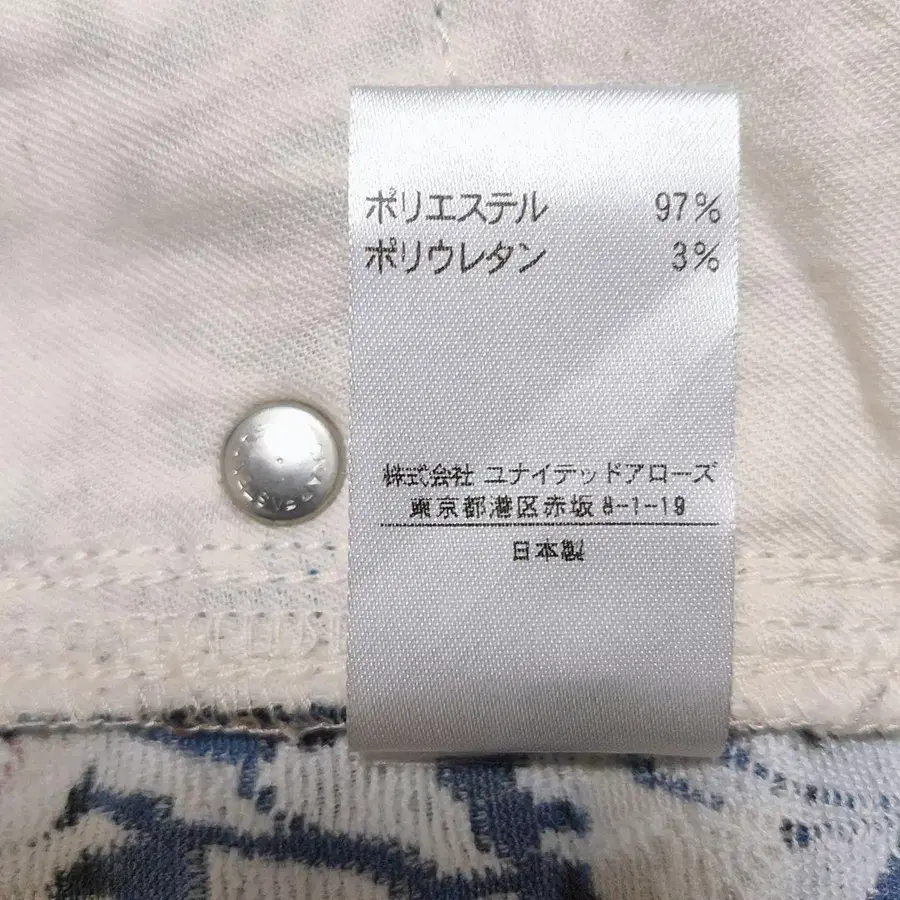 ポリエステル 97%
ポリウレタン 3%
株式会社 ユナイテッドアローズ
東京都港区赤坂8-1-19
日本製